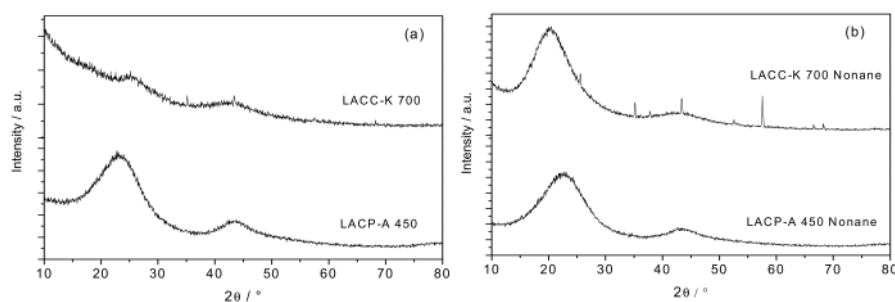 (a)
LACC-K 700
LACP-A 450
Intensity / a.u.
10 20 30 40 50 60 70 80
2θ / °
(b)
LACC-K 700 Nonane
LACP-A 450 Nonane
Intensity / a.u.
10 20 30 40 50 60 70 80
2θ / °